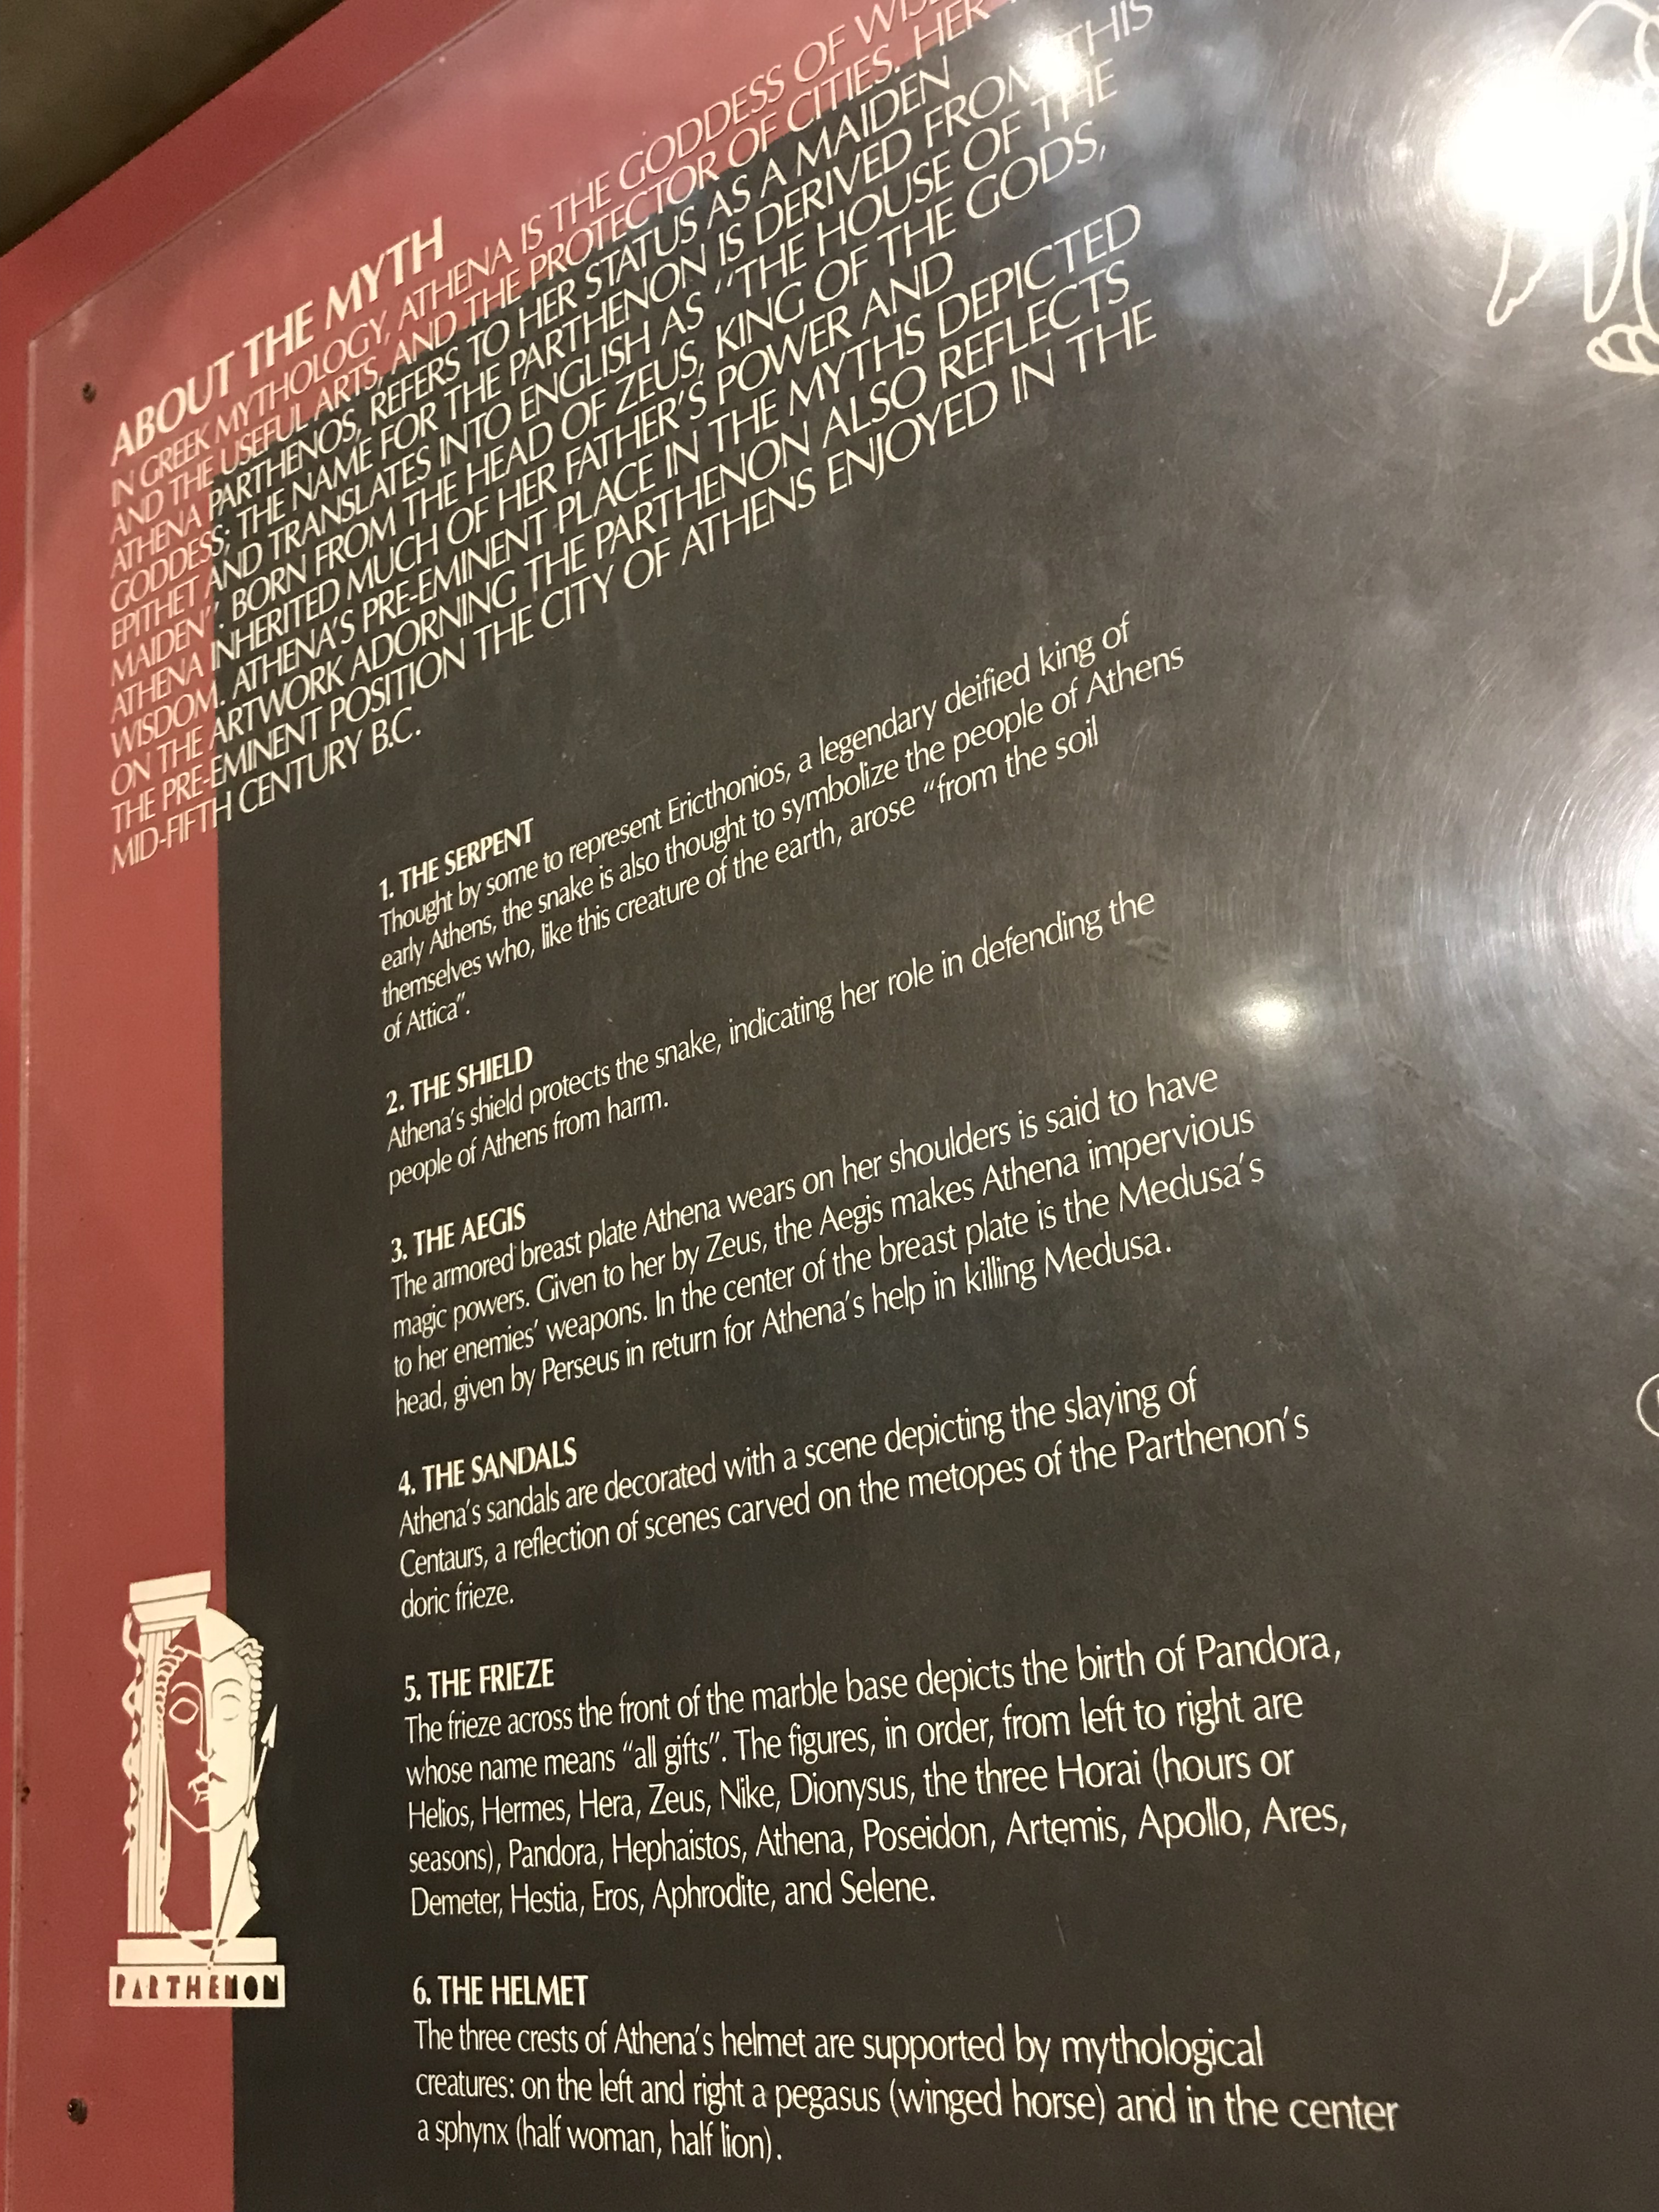 ABOUT THE MYTH
IN GREEK MYTHOLOGY, ATHENA IS THE GODDESS OF
AND THE USEFUL ARTS, AND THE PROTECTOR OF CITIES. HER
ATHENA PARTHENOS, REFERS TO HER STATUS AS A MAIDEN
GODDESS; THE NAME FOR THE PARTHENON IS DERIVED FROM THIS
EPITHET AND TRANSLATES INTO ENGLISH AS "THE HOUSE OF THE
MAIDEN". BORN FROM THE HEAD OF ZEUS, KING OF THE GODS,
ATHENA INHERITED MUCH OF HER FATHER'S POWER AND
WISDOM. ATHENA'S PRE-EMINENT PLACE IN THE MYTHS DEPICTED
ON THE ARTWORK ADORNING THE PARTHENON ALSO REFLECTS
THE PRE-EMINENT POSITION THE CITY OF ATHENS ENJOYED IN THE
MID-FIFTH CENTURY B.C.
1. THE SERPENT
Thought by some to represent Ericthonios, a legendary deified king of
early Athens, the snake is also thought to symbolize the people of Athens
themselves who, like this creature of the earth, arose "from the soil
of Attica".
2. THE SHIELD
Athena's shield protects the snake, indicating her role in defending the
people of Athens from harm.
3. THE AEGIS
The armored breast plate Athena wears on her shoulders is said to have
magic powers. Given to her by Zeus, the Aegis makes Athena impervious
to her enemies' weapons. In the center of the breast plate is the Medusa's
head, given by Perseus in return for Athena's help in killing Medusa.
4. THE SANDALS
Athena's sandals are decorated with a scene depicting the slaying of
Centaurs, a reflection of scenes carved on the metopes of the Parthenon's
doric frieze.
5. THE FRIEZE
The frieze across the front of the marble base depicts the birth of Pandora,
whose name means "all gifts". The figures, in order, from left to right are
Helios, Hermes, Hera, Zeus, Nike, Dionysus, the three Horai (hours or
seasons), Pandora, Hephaistos, Athena, Poseidon, Artemis, Apollo, Ares,
Demeter, Hestia, Eros, Aphrodite, and Selene.
6. THE HELMET
The three crests of Athena's helmet are supported by mythological
creatures: on the left and right a pegasus (winged horse) and in the center
a sphynx (half woman, half lion).
PARTHENON